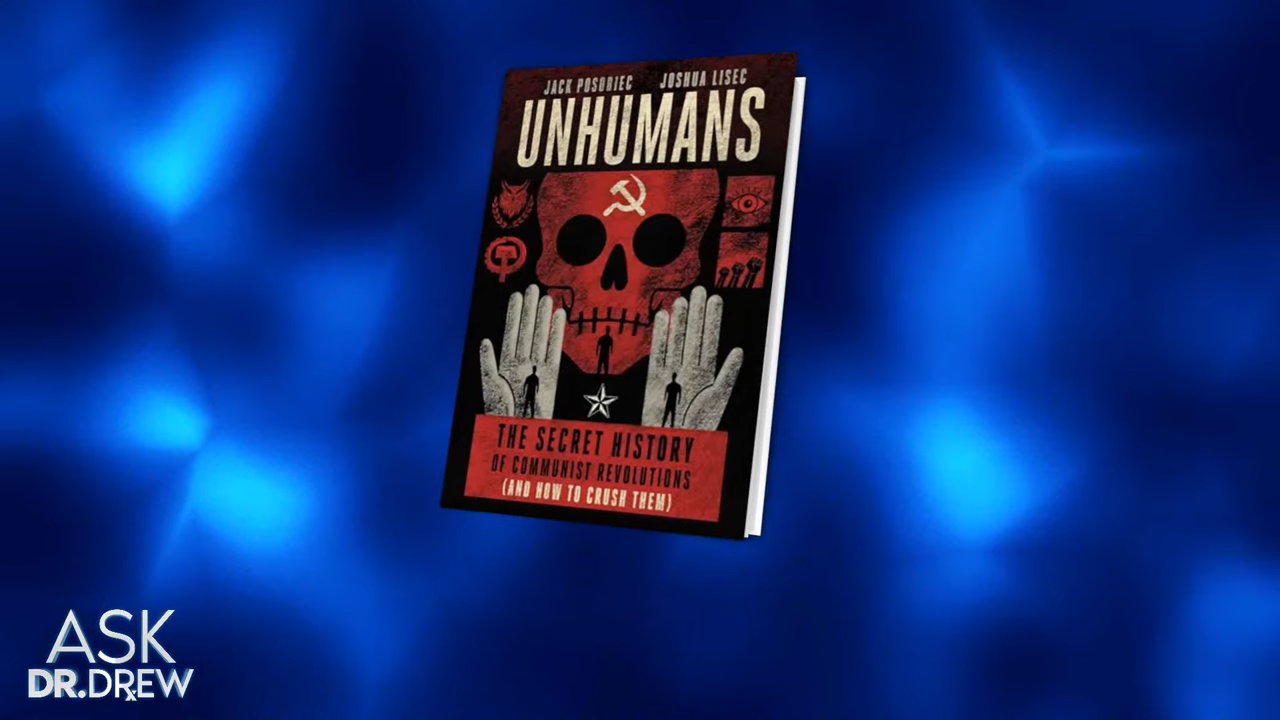 JACK POSOBIEC JOSHUA LISEC
UNHUMANS
THE SECRET HISTORY
OF COMMUNIST REVOLUTIONS
(AND HOW TO CRUSH THEM)
ASK
DR.DREW